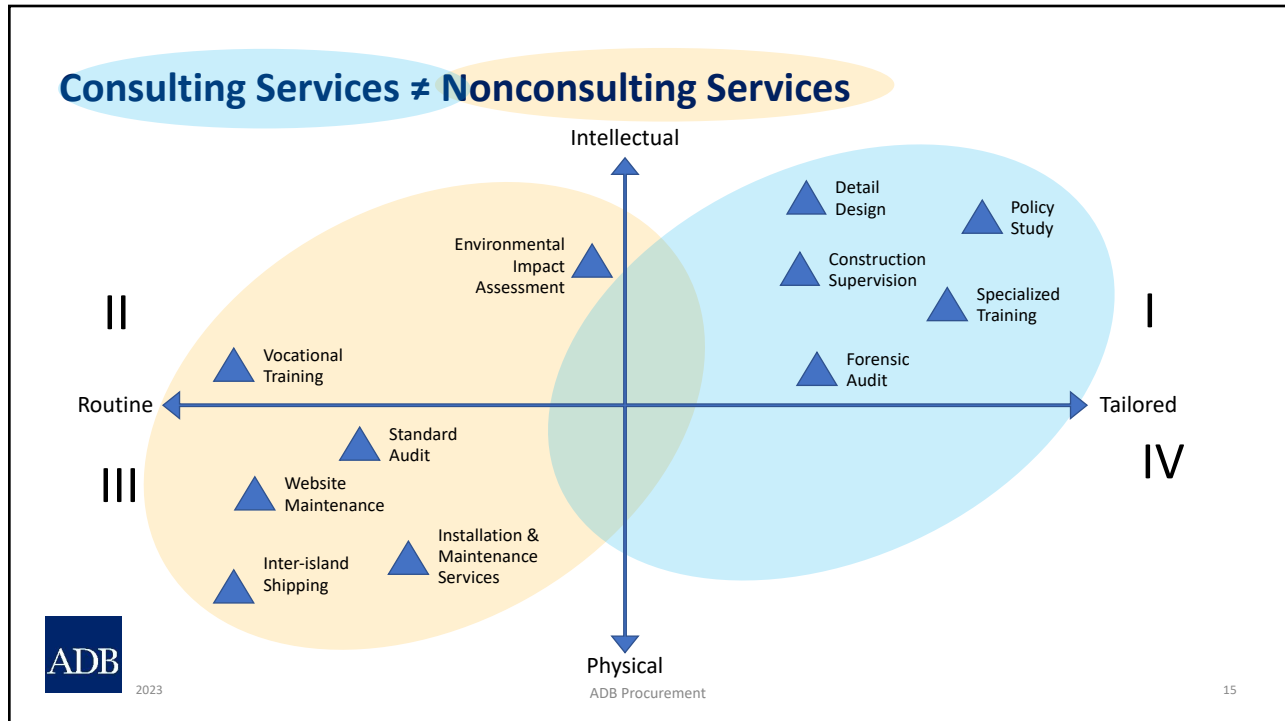 Consulting Services ≠ Nonconsulting Services
Intellectual
Detail
Design
Policy
Study
Environmental
Impact
Assessment
Construction
Supervision
Specialized
Training
II
I
Vocational
Training
Forensic
Audit
Routine
Tailored
Standard
Audit
IV
III
Website
Maintenance
Installation &
Maintenance
Services
Inter-island
Shipping
Physical
ADB
2023
ADB Procurement
15